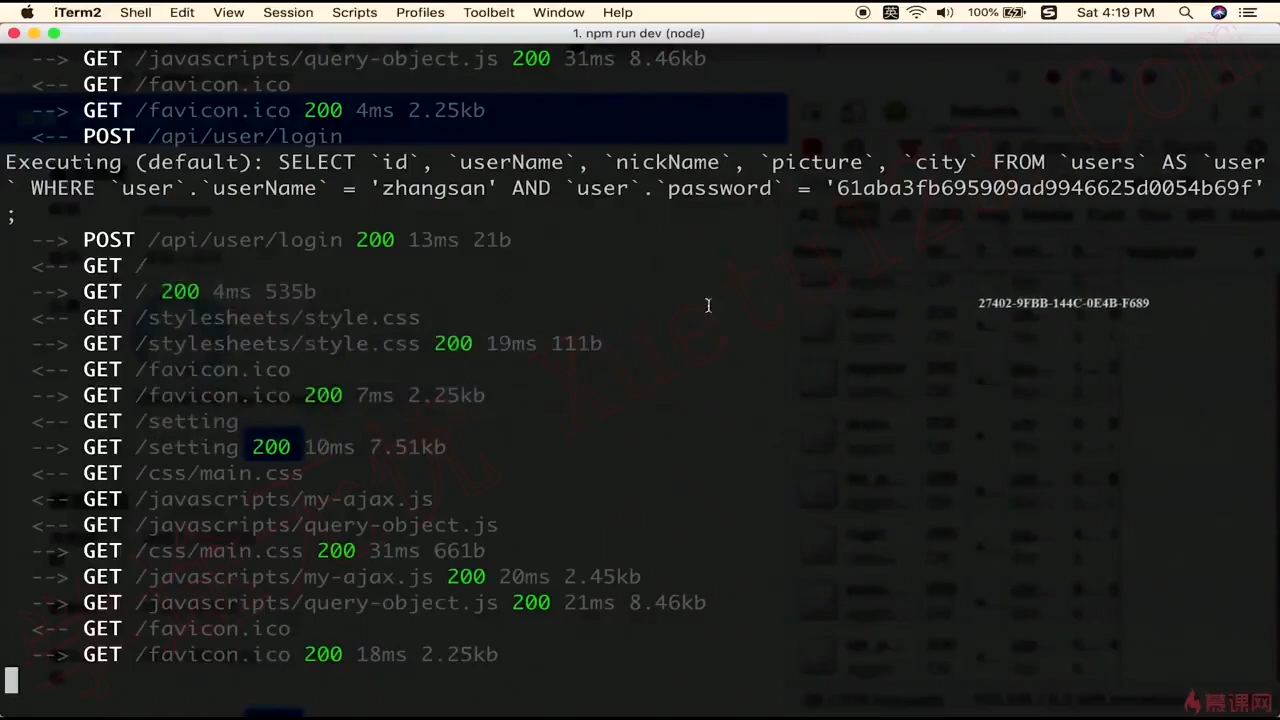 iTerm2 Shell Edit View Session Scripts Profiles Toolbelt Window Help 英 100% Sat 4:19 PM
1. npm run dev (node)
--> GET /javascripts/query-object.js 200 31ms 8.46kb
<-- GET /favicon.ico
--> GET /favicon.ico 200 4ms 2.25kb
<-- POST /api/user/login
Executing (default): SELECT `id`, `userName`, `nickName`, `picture`, `city` FROM `users` AS `user
` WHERE `user`.`userName` = 'zhangsan' AND `user`.`password` = '61aba3fb695909ad9946625d0054b69f'
;
--> POST /api/user/login 200 13ms 21b
<-- GET /
--> GET / 200 4ms 535b
27402-9FBB-144C-0E4B-F689
<-- GET /stylesheets/style.css
--> GET /stylesheets/style.css 200 19ms 111b
<-- GET /favicon.ico
--> GET /favicon.ico 200 7ms 2.25kb
<-- GET /setting
--> GET /setting 200 10ms 7.51kb
<-- GET /css/main.css
<-- GET /javascripts/my-ajax.js
<-- GET /javascripts/query-object.js
--> GET /css/main.css 200 31ms 661b
--> GET /javascripts/my-ajax.js 200 20ms 2.45kb
--> GET /javascripts/query-object.js 200 21ms 8.46kb
<-- GET /favicon.ico
--> GET /favicon.ico 200 18ms 2.25kb
慕课网